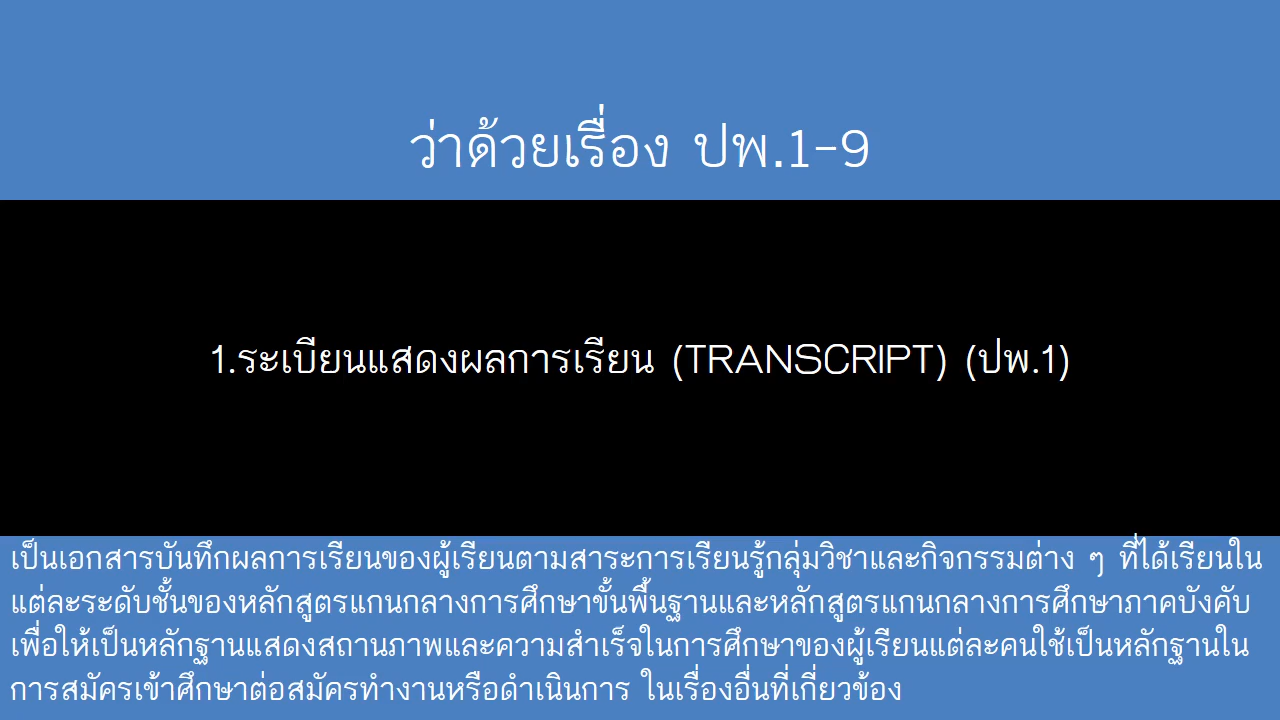 ว่าด้วยเรื่อง ปพ.1-9
1.ระเบียนแสดงผลการเรียน (TRANSCRIPT) (ปพ.1)
เป็นเอกสารบันทึกผลการเรียนของผู้เรียนตามสาระการเรียนรู้กลุ่มวิชาและกิจกรรมต่าง ๆ ที่ได้เรียนใน
แต่ละระดับชั้นของหลักสูตรแกนกลางการศึกษาขั้นพื้นฐานและหลักสูตรแกนกลางการศึกษาภาคบังคับ
เพื่อให้เป็นหลักฐานแสดงสถานภาพและความสำเร็จในการศึกษาของผู้เรียนแต่ละคนใช้เป็นหลักฐานใน
การสมัครเข้าศึกษาต่อสมัครทำงานหรือดำเนินการ ในเรื่องอื่นที่เกี่ยวข้อง